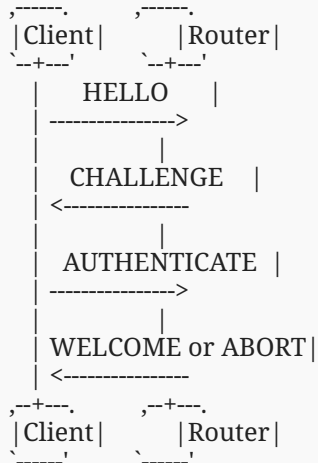 ,------.          ,------.
|Client|          |Router|
`--+---'          `--+---'
|      HELLO       |
| ---------------->
|                  |
|    CHALLENGE     |
| <----------------
|                  |
|   AUTHENTICATE   |
| ---------------->
|                  |
| WELCOME or ABORT|
| <----------------
,--+---.          ,--+---.
|Client|          |Router|
`------'          `------'